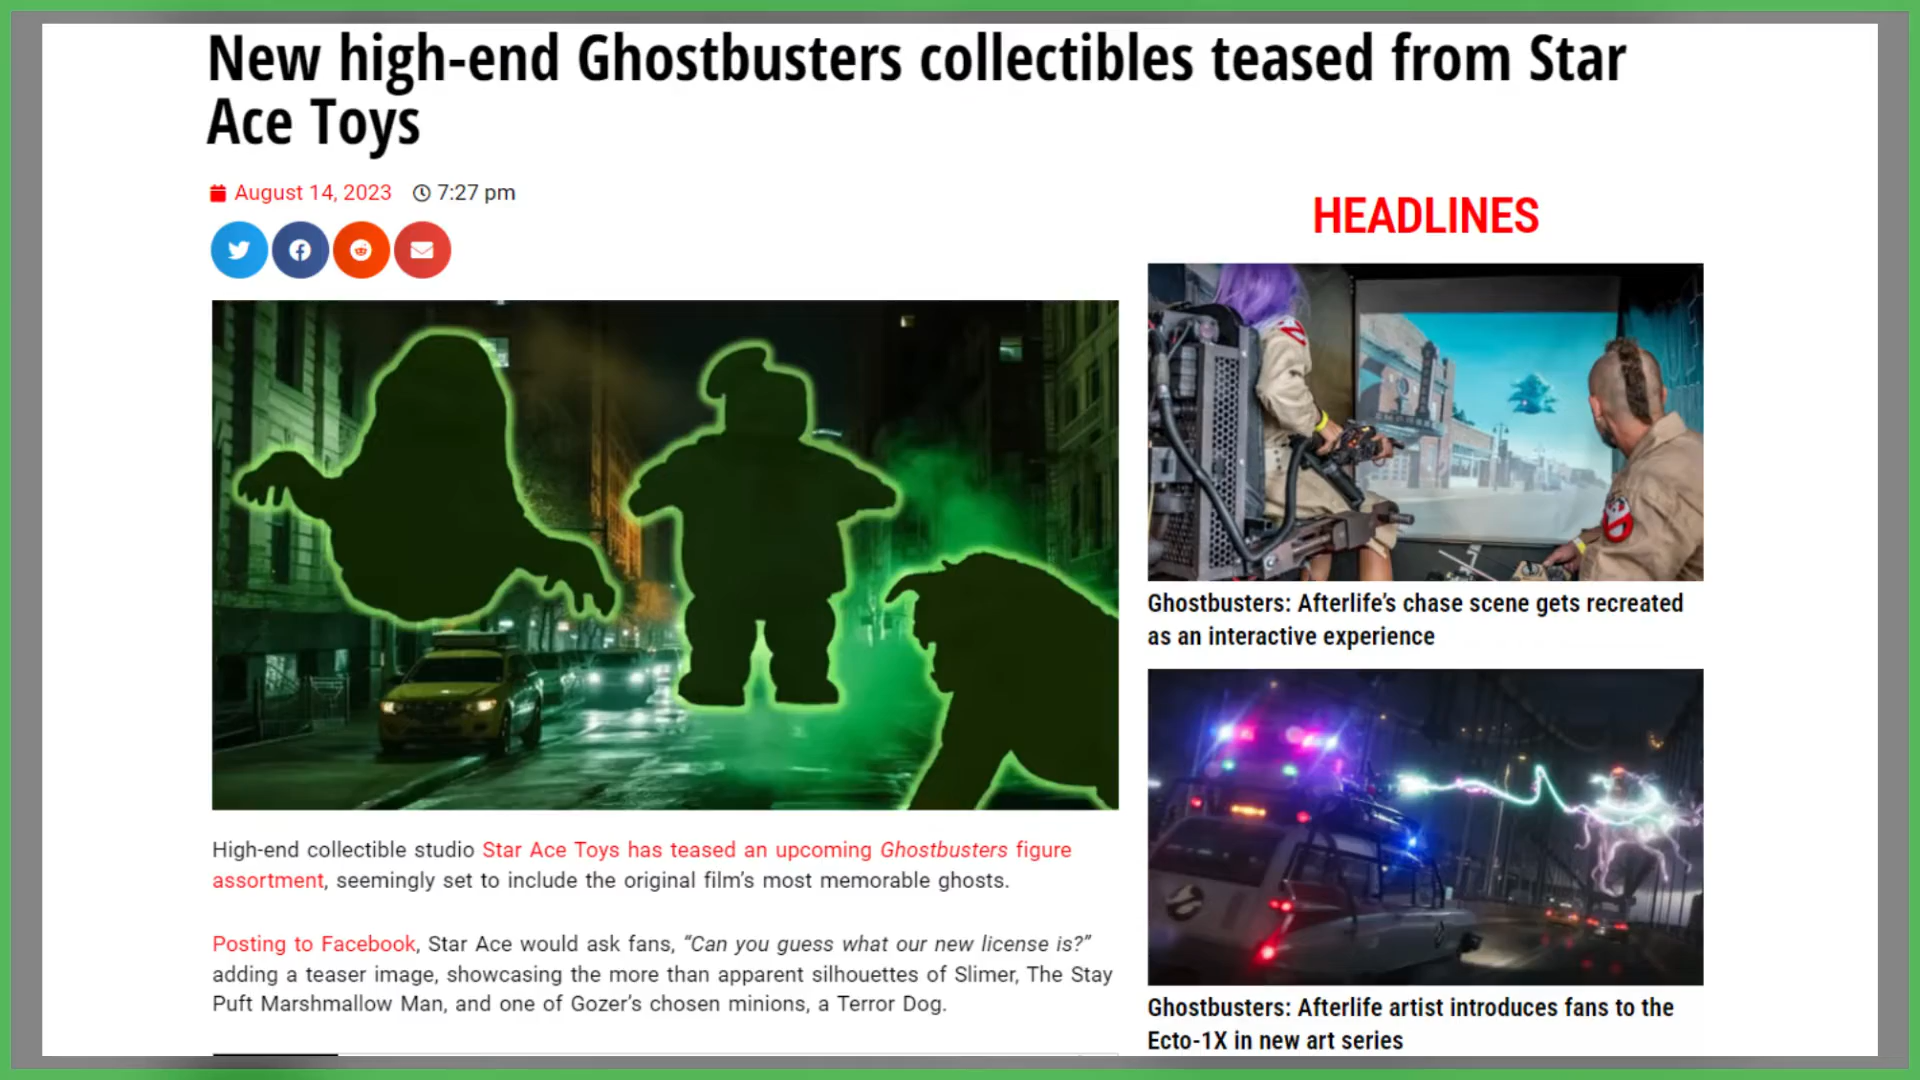 New high-end Ghostbusters collectibles teased from Star
Ace Toys
August 14, 2023 7:27 pm
HEADLINES
Ghostbusters: Afterlife’s chase scene gets recreated
as an interactive experience
High-end collectible studio Star Ace Toys has teased an upcoming Ghostbusters figure
assortment, seemingly set to include the original film’s most memorable ghosts.
Posting to Facebook, Star Ace would ask fans, “Can you guess what our new license is?”
adding a teaser image, showcasing the more than apparent silhouettes of Slimer, The Stay
Puft Marshmallow Man, and one of Gozer’s chosen minions, a Terror Dog.
Ghostbusters: Afterlife artist introduces fans to the
Ecto-1X in new art series